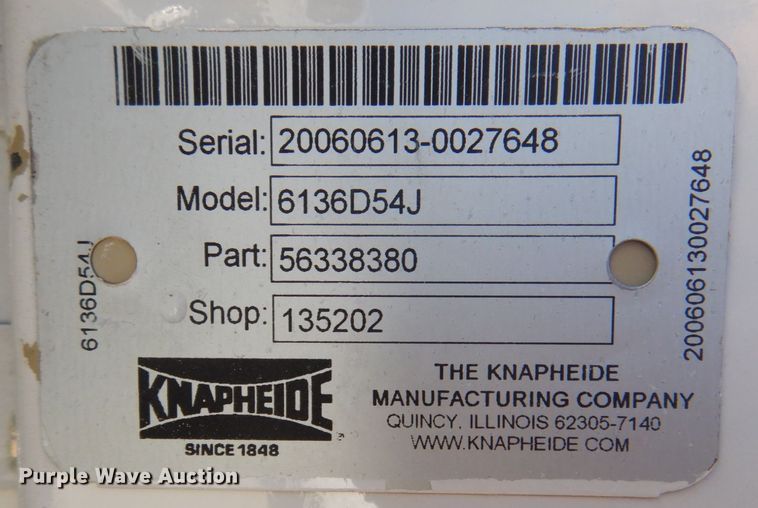 Serial: 20060613-0027648
Model: 6136D54J
Part: 56338380
Shop: 135202
6136D54J
200606130027648
KNAPHEIDE
SINCE 1848
THE KNAPHEIDE
MANUFACTURING COMPANY
QUINCY, ILLINOIS 62305-7140
WWW.KNAPHEIDE.COM
Purple Wave Auction